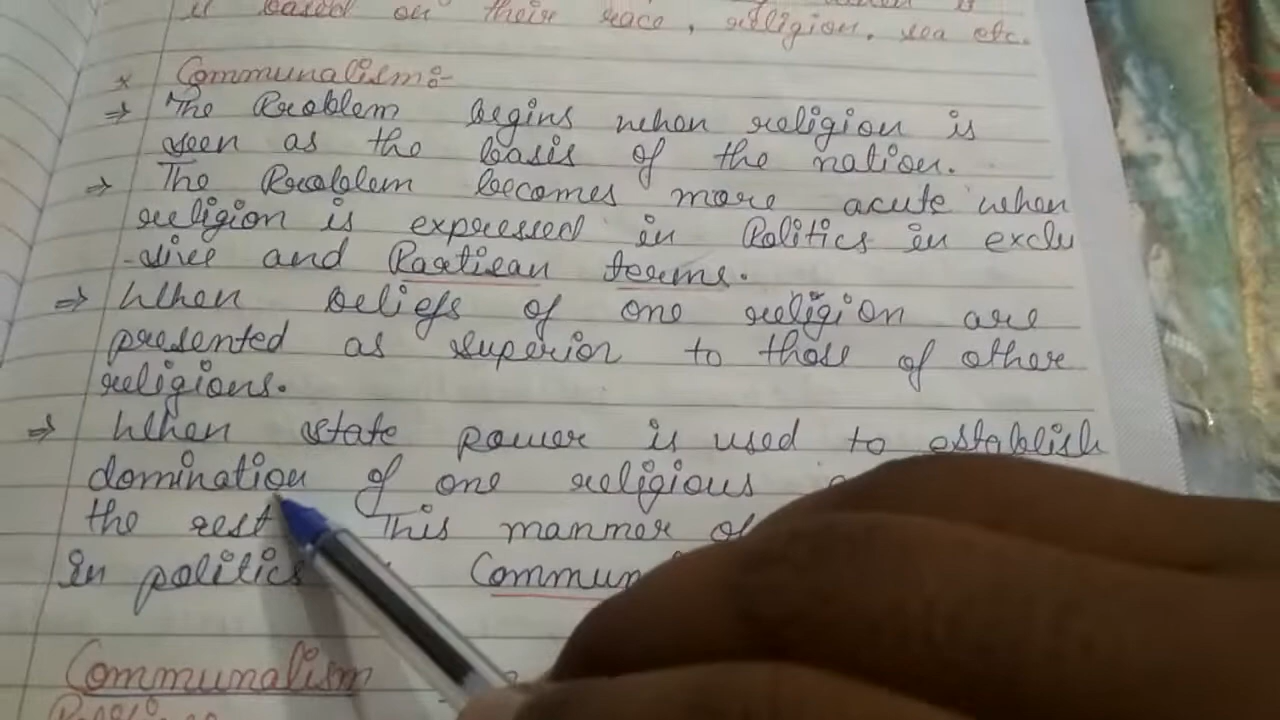 it based on their race, religion, sex etc.
* Communalism:-
⇒ The Problem begins when religion is
seen as the basis of the nation.
⇒ The Problem becomes more acute when
religion is expressed in Politics in exclu
-sive and Partisan terms.
⇒ When beliefs of one religion are
presented as superior to those of other
religions.
⇒ When state power is used to establish
domination of one religious
the rest This manner of
in politics Commun
Communalism